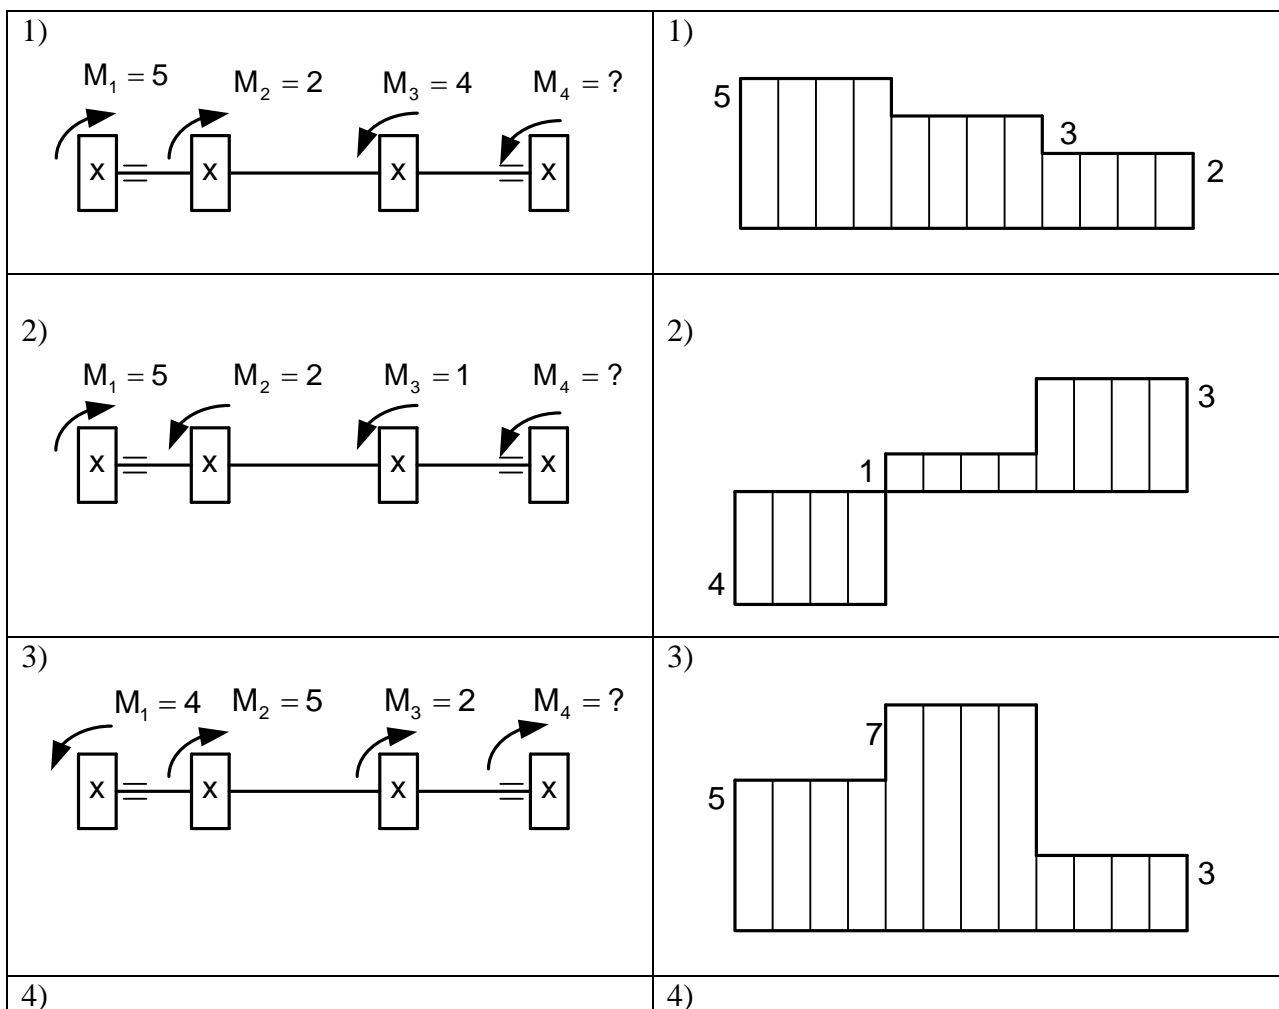 1)
M₁ = 5 M₂ = 2 M₃ = 4 M₄ = ?
x x x x
1)
5
3
2
2)
M₁ = 5 M₂ = 2 M₃ = 1 M₄ = ?
x x x x
2)
3
1
4
3)
M₁ = 4 M₂ = 5 M₃ = 2 M₄ = ?
x x x x
3)
7
5
3
4)
4)